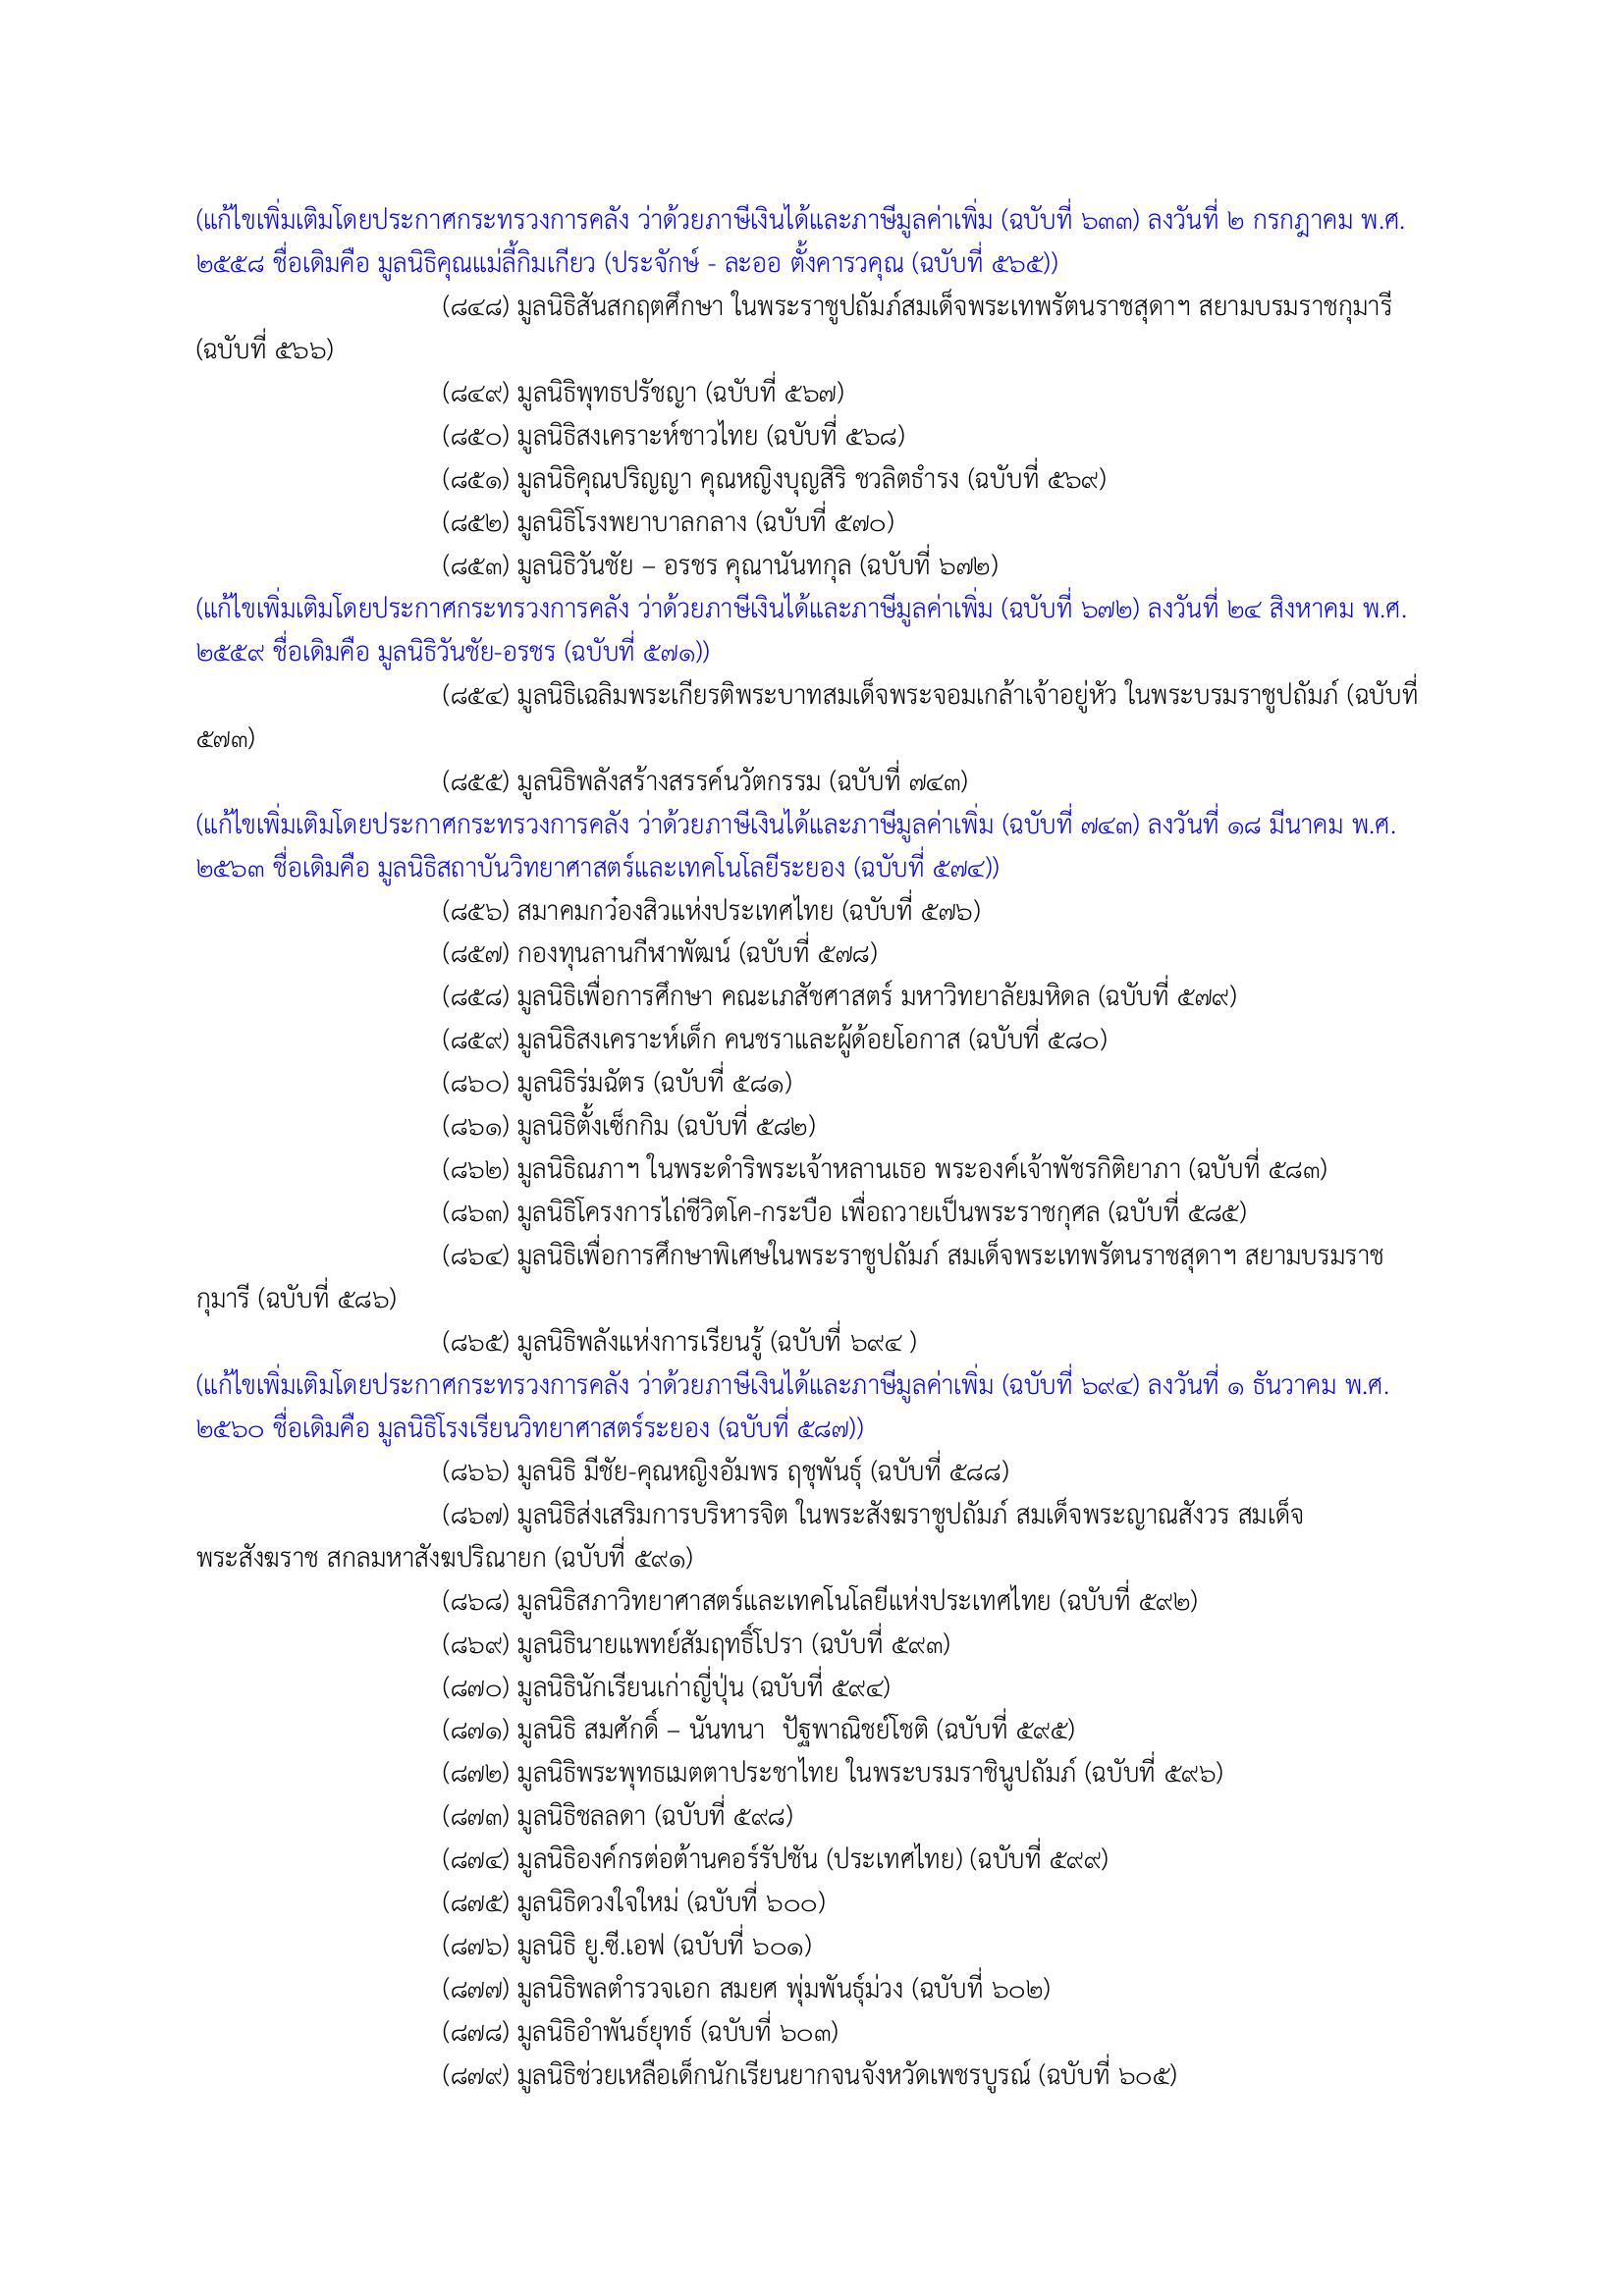 (แก้ไขเพิ่มเติมโดยประกาศกระทรวงการคลัง ว่าด้วยภาษีเงินได้และภาษีมูลค่าเพิ่ม (ฉบับที่ ๖๓๓) ลงวันที่ ๒ กรกฎาคม พ.ศ.
๒๕๕๘ ชื่อเดิมคือ มูลนิธิคุณแม่ลี้กิมเกียว (ประจักษ์ - ละออ ตั้งคารวคุณ (ฉบับที่ ๕๖๕))
(๘๔๘) มูลนิธิสันสกฤตศึกษา ในพระราชูปถัมภ์สมเด็จพระเทพรัตนราชสุดาฯ สยามบรมราชกุมารี
(ฉบับที่ ๕๖๖)
(๘๔๙) มูลนิธิพุทธปรัชญา (ฉบับที่ ๕๖๗)
(๘๕๐) มูลนิธิสงเคราะห์ชาวไทย (ฉบับที่ ๕๖๘)
(๘๕๑) มูลนิธิคุณปริญญา คุณหญิงบุญสิริ ชวลิตธำรง (ฉบับที่ ๕๖๙)
(๘๕๒) มูลนิธิโรงพยาบาลกลาง (ฉบับที่ ๕๗๐)
(๘๕๓) มูลนิธิวันชัย – อรชร คุณานันทกุล (ฉบับที่ ๖๗๒)
(แก้ไขเพิ่มเติมโดยประกาศกระทรวงการคลัง ว่าด้วยภาษีเงินได้และภาษีมูลค่าเพิ่ม (ฉบับที่ ๖๗๒) ลงวันที่ ๒๔ สิงหาคม พ.ศ.
๒๕๕๙ ชื่อเดิมคือ มูลนิธิวันชัย-อรชร (ฉบับที่ ๕๗๑))
(๘๕๔) มูลนิธิเฉลิมพระเกียรติพระบาทสมเด็จพระจอมเกล้าเจ้าอยู่หัว ในพระบรมราชูปถัมภ์ (ฉบับที่
๕๗๓)
(๘๕๕) มูลนิธิพลังสร้างสรรค์นวัตกรรม (ฉบับที่ ๗๔๓)
(แก้ไขเพิ่มเติมโดยประกาศกระทรวงการคลัง ว่าด้วยภาษีเงินได้และภาษีมูลค่าเพิ่ม (ฉบับที่ ๗๔๓) ลงวันที่ ๑๘ มีนาคม พ.ศ.
๒๕๖๓ ชื่อเดิมคือ มูลนิธิสถาบันวิทยาศาสตร์และเทคโนโลยีระยอง (ฉบับที่ ๕๗๔))
(๘๕๖) สมาคมกว๋องสิวแห่งประเทศไทย (ฉบับที่ ๕๗๖)
(๘๕๗) กองทุนลานกีฬาพัฒน์ (ฉบับที่ ๕๗๘)
(๘๕๘) มูลนิธิเพื่อการศึกษา คณะเภสัชศาสตร์ มหาวิทยาลัยมหิดล (ฉบับที่ ๕๗๙)
(๘๕๙) มูลนิธิสงเคราะห์เด็ก คนชราและผู้ด้อยโอกาส (ฉบับที่ ๕๘๐)
(๘๖๐) มูลนิธิร่มฉัตร (ฉบับที่ ๕๘๑)
(๘๖๑) มูลนิธิตั้งเซ็กกิม (ฉบับที่ ๕๘๒)
(๘๖๒) มูลนิธิณภาฯ ในพระดำริพระเจ้าหลานเธอ พระองค์เจ้าพัชรกิติยาภา (ฉบับที่ ๕๘๓)
(๘๖๓) มูลนิธิโครงการไถ่ชีวิตโค-กระบือ เพื่อถวายเป็นพระราชกุศล (ฉบับที่ ๕๘๕)
(๘๖๔) มูลนิธิเพื่อการศึกษาพิเศษในพระราชูปถัมภ์ สมเด็จพระเทพรัตนราชสุดาฯ สยามบรมราช
กุมารี (ฉบับที่ ๕๘๖)
(๘๖๕) มูลนิธิพลังแห่งการเรียนรู้ (ฉบับที่ ๖๙๔ )
(แก้ไขเพิ่มเติมโดยประกาศกระทรวงการคลัง ว่าด้วยภาษีเงินได้และภาษีมูลค่าเพิ่ม (ฉบับที่ ๖๙๔) ลงวันที่ ๑ ธันวาคม พ.ศ.
๒๕๖๐ ชื่อเดิมคือ มูลนิธิโรงเรียนวิทยาศาสตร์ระยอง (ฉบับที่ ๕๘๗))
(๘๖๖) มูลนิธิ มีชัย-คุณหญิงอัมพร ฤชุพันธุ์ (ฉบับที่ ๕๘๘)
(๘๖๗) มูลนิธิส่งเสริมการบริหารจิต ในพระสังฆราชูปถัมภ์ สมเด็จพระญาณสังวร สมเด็จ
พระสังฆราช สกลมหาสังฆปริณายก (ฉบับที่ ๕๙๑)
(๘๖๘) มูลนิธิสภาวิทยาศาสตร์และเทคโนโลยีแห่งประเทศไทย (ฉบับที่ ๕๙๒)
(๘๖๙) มูลนิธินายแพทย์สัมฤทธิ์โปรา (ฉบับที่ ๕๙๓)
(๘๗๐) มูลนิธินักเรียนเก่าญี่ปุ่น (ฉบับที่ ๕๙๔)
(๘๗๑) มูลนิธิ สมศักดิ์ – นันทนา  ปัฐพาณิชย์โชติ (ฉบับที่ ๕๙๕)
(๘๗๒) มูลนิธิพระพุทธเมตตาประชาไทย ในพระบรมราชินูปถัมภ์ (ฉบับที่ ๕๙๖)
(๘๗๓) มูลนิธิชลลดา (ฉบับที่ ๕๙๘)
(๘๗๔) มูลนิธิองค์กรต่อต้านคอร์รัปชัน (ประเทศไทย) (ฉบับที่ ๕๙๙)
(๘๗๕) มูลนิธิดวงใจใหม่ (ฉบับที่ ๖๐๐)
(๘๗๖) มูลนิธิ ยู.ซี.เอฟ (ฉบับที่ ๖๐๑)
(๘๗๗) มูลนิธิพลตำรวจเอก สมยศ พุ่มพันธุ์ม่วง (ฉบับที่ ๖๐๒)
(๘๗๘) มูลนิธิอำพันธ์ยุทธ์ (ฉบับที่ ๖๐๓)
(๘๗๙) มูลนิธิช่วยเหลือเด็กนักเรียนยากจนจังหวัดเพชรบูรณ์ (ฉบับที่ ๖๐๕)